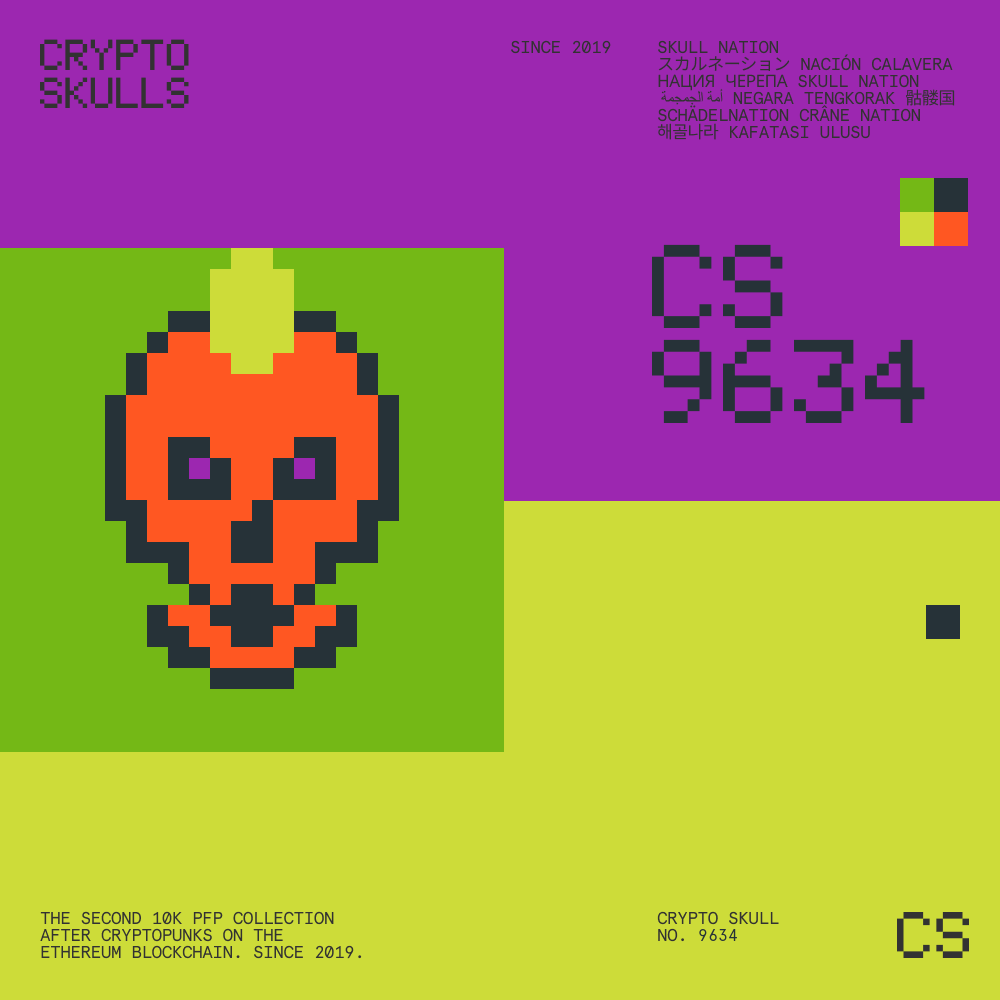 CRYPTO
SKULLS
SINCE 2019
SKULL NATION
スカルネーション NACIÓN CALAVERA
НАЦИЯ ЧЕРЕПА SKULL NATION
أمة الجمجمة NEGARA TENGKORAK 骷髅国
SCHÄDELNATION CRÂNE NATION
해골나라 KAFATASI ULUSU
CS
9634
THE SECOND 10K PFP COLLECTION
AFTER CRYPTOPUNKS ON THE
ETHEREUM BLOCKCHAIN. SINCE 2019.
CRYPTO SKULL
NO. 9634
CS